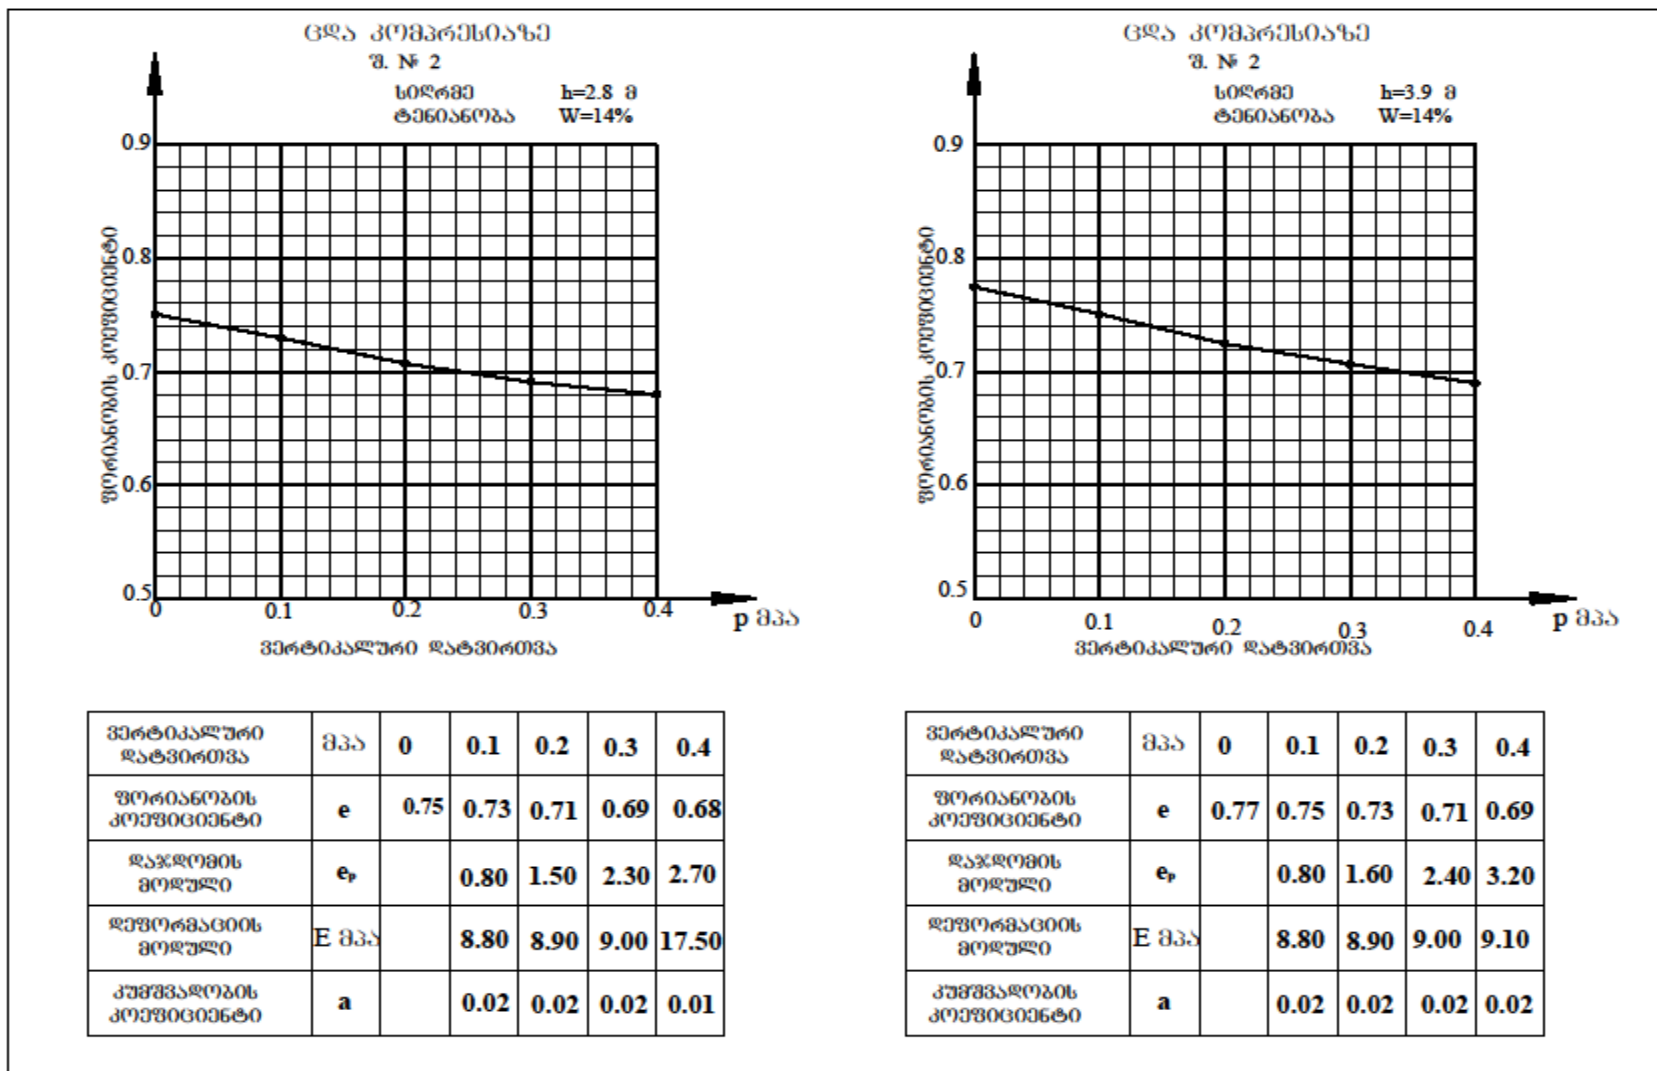 ცდა კომპრესიაზე
შ. № 2
სიღრმე h=2.8 მ
ტენიანობა W=14%
0.9
0.8
0.7
0.6
0.5
ფორიანობის კოეფიციენტი
0 0.1 0.2 0.3 0.4
p მპა
ვერტიკალური დატვირთვა
ვერტიკალური დატვირთვა მპა 0 0.1 0.2 0.3 0.4
ფორიანობის კოეფიციენტი e 0.75 0.73 0.71 0.69 0.68
დაჯდომის მოდული eₚ 0.80 1.50 2.30 2.70
დეფორმაციის მოდული E მპა 8.80 8.90 9.00 17.50
კუმშვადობის კოეფიციენტი a 0.02 0.02 0.02 0.01
ცდა კომპრესიაზე
შ. № 2
სიღრმე h=3.9 მ
ტენიანობა W=14%
0.9
0.8
0.7
0.6
0.5
ფორიანობის კოეფიციენტი
0 0.1 0.2 0.3 0.4
p მპა
ვერტიკალური დატვირთვა
ვერტიკალური დატვირთვა მპა 0 0.1 0.2 0.3 0.4
ფორიანობის კოეფიციენტი e 0.77 0.75 0.73 0.71 0.69
დაჯდომის მოდული eₚ 0.80 1.60 2.40 3.20
დეფორმაციის მოდული E მპა 8.80 8.90 9.00 9.10
კუმშვადობის კოეფიციენტი a 0.02 0.02 0.02 0.02